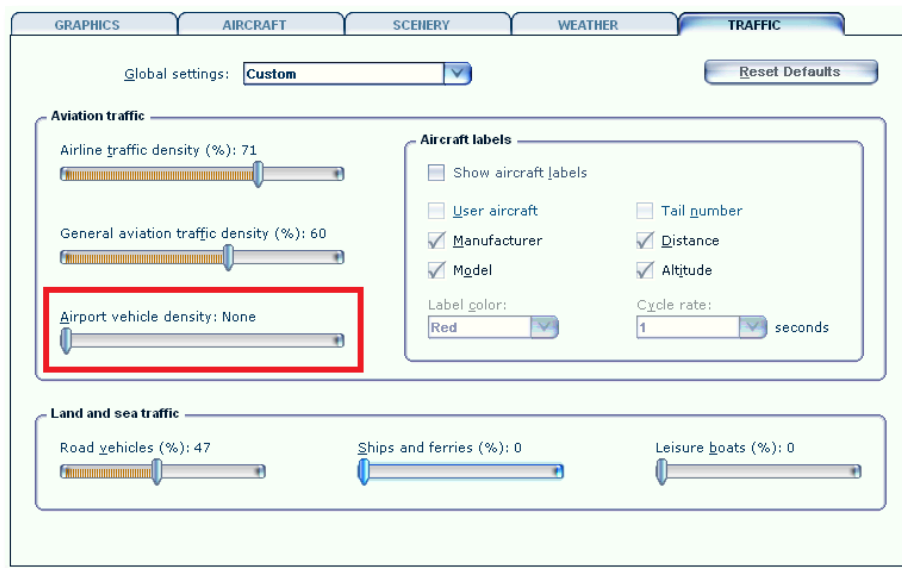 GRAPHICS AIRCRAFT SCENERY WEATHER TRAFFIC
Global settings: Custom Reset Defaults
Aviation traffic
Airline traffic density (%): 71
General aviation traffic density (%): 60
Airport vehicle density: None
Aircraft labels
Show aircraft labels
User aircraft Tail number
Manufacturer Distance
Model Altitude
Label color: Cycle rate:
Red 1 seconds
Land and sea traffic
Road vehicles (%): 47 Ships and ferries (%): 0 Leisure boats (%): 0